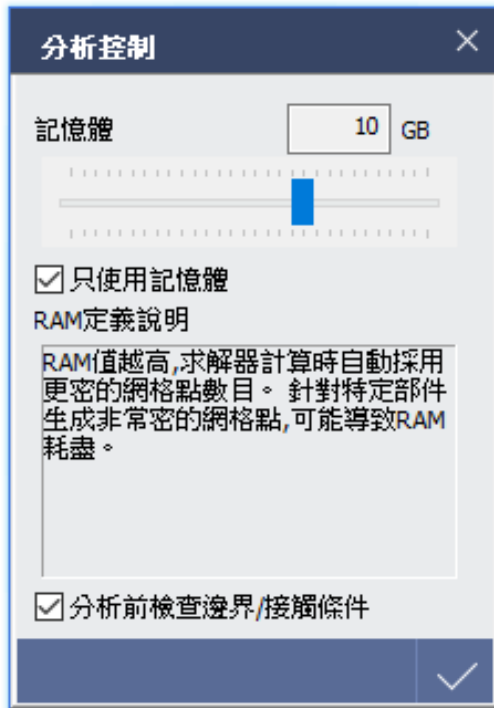 分析控制
記憶體 10 GB
只使用記憶體
RAM定義說明
RAM值越高,求解器計算時自動採用
更密的網格點數目。 針對特定部件
生成非常密的網格點,可能導致RAM
耗盡。
分析前檢查邊界/接觸條件